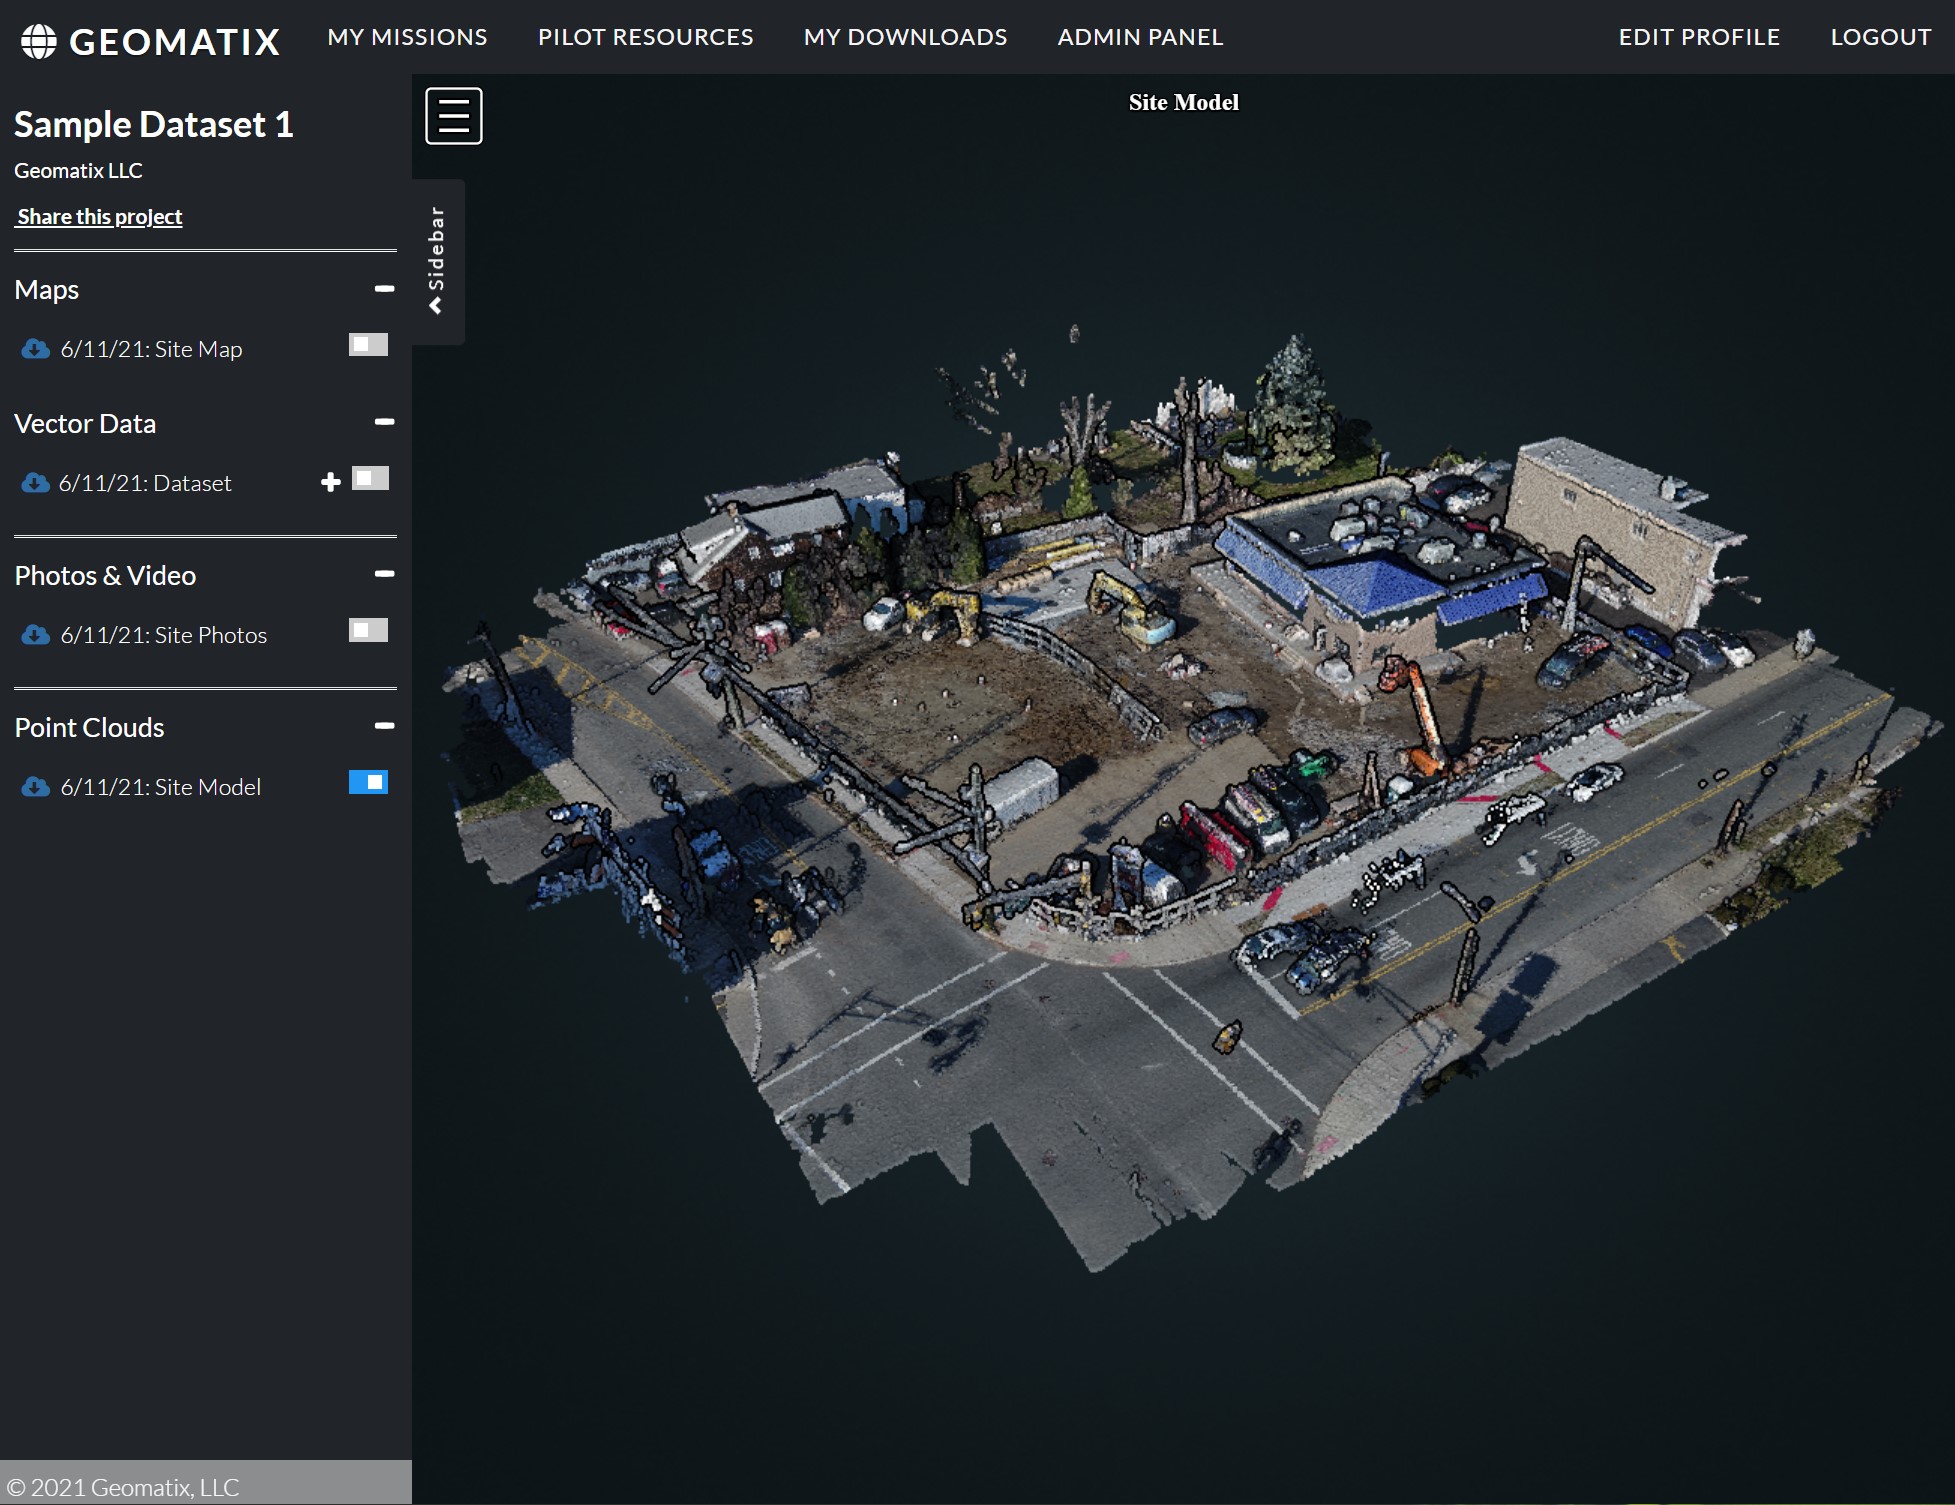 GEOMATIX
MY MISSIONS
PILOT RESOURCES
MY DOWNLOADS
ADMIN PANEL
EDIT PROFILE
LOGOUT
Sample Dataset 1
Geomatix LLC
Share this project
Maps
6/11/21: Site Map
Vector Data
6/11/21: Dataset
Photos & Video
6/11/21: Site Photos
Point Clouds
6/11/21: Site Model
© 2021 Geomatix, LLC
Sidebar
Site Model